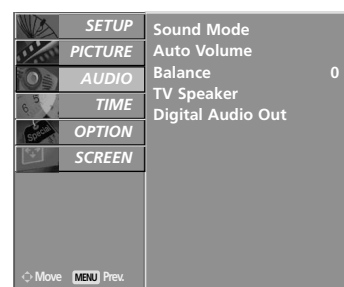 SETUP
PICTURE
AUDIO
TIME
OPTION
SCREEN
Sound Mode
Auto Volume
Balance 0
TV Speaker
Digital Audio Out
Special
Move MENU Prev.